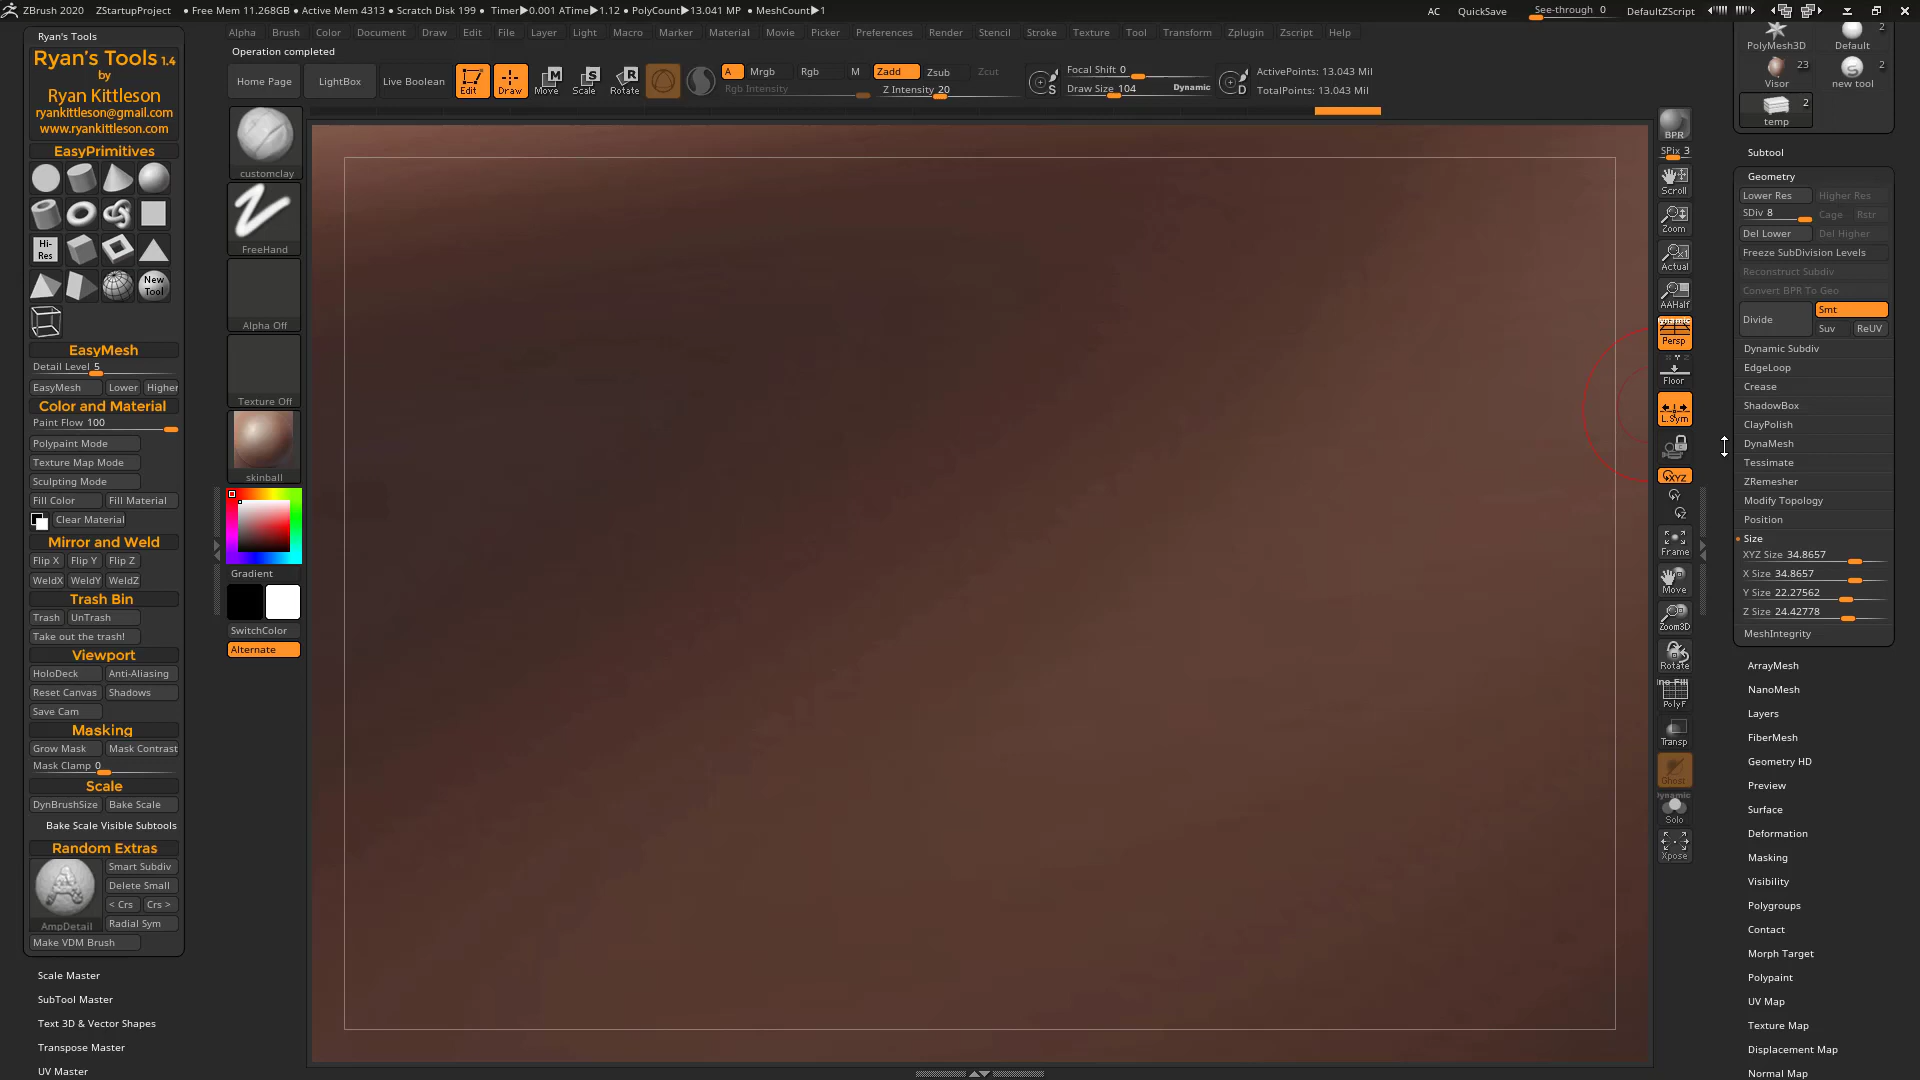 ZBrush 2020 ZStartupProject • Free Mem 11.268GB • Active Mem 4313 • Scratch Disk 199 • Timer▶0.001 ATime▶1.12 • PolyCount▶13.041 MP • MeshCount▶1
AC QuickSave See-through 0 DefaultZScript
Alpha Brush Color Document Draw Edit File Layer Light Macro Marker Material Movie Picker Preferences Render Stencil Stroke Texture Tool Transform Zplugin Zscript Help
Operation completed
Home Page LightBox Live Boolean Edit Draw Move Scale Rotate
A Mrgb Rgb M Zadd Zsub Zcut
Rgb Intensity Z Intensity 20
Focal Shift 0
Draw Size 104 Dynamic
ActivePoints: 13.043 Mil
TotalPoints: 13.043 Mil
Ryan's Tools
Ryan's Tools 1.4
by
Ryan Kittleson
ryankittleson@gmail.com
www.ryankittleson.com
EasyPrimitives
Hi-Res
New Tool
EasyMesh
Detail Level 5
EasyMesh Lower Higher
Color and Material
Paint Flow 100
Polypaint Mode
Texture Map Mode
Sculpting Mode
Fill Color Fill Material
Clear Material
Mirror and Weld
Flip X Flip Y Flip Z
WeldX WeldY WeldZ
Trash Bin
Trash UnTrash
Take out the trash!
Viewport
HoloDeck Anti-Aliasing
Reset Canvas Shadows
Save Cam
Masking
Grow Mask Mask Contrast
Mask Clamp 0
Scale
DynBrushSize Bake Scale
Bake Scale Visible Subtools
Random Extras
AmpDetail
Smart Subdiv
Delete Small
< Crs Crs >
Radial Sym
Make VDM Brush
Scale Master
SubTool Master
Text 3D & Vector Shapes
Transpose Master
UV Master
customclay
FreeHand
Alpha Off
Texture Off
skinball
Gradient
SwitchColor
Alternate
BPR
SPix 3
Scroll
Zoom
Actual
AAHalf
Dynamic
Persp
Floor
L.Sym
XYZ
Y
Z
Frame
Move
Zoom3D
Rotate
PolyF
Transp
Ghost
Dynamic
Solo
Xpose
PolyMesh3D
Default 2
Visor 23
new tool 2
temp 2
Subtool
Geometry
Lower Res Higher Res
SDiv 8 Cage Rstr
Del Lower Del Higher
Freeze SubDivision Levels
Reconstruct Subdiv
Convert BPR To Geo
Divide Smt
Suv ReUV
Dynamic Subdiv
EdgeLoop
Crease
ShadowBox
ClayPolish
DynaMesh
Tessimate
ZRemesher
Modify Topology
Position
Size
XYZ Size 34.8657
X Size 34.8657
Y Size 22.27562
Z Size 24.42778
MeshIntegrity
ArrayMesh
NanoMesh
Layers
FiberMesh
Geometry HD
Preview
Surface
Deformation
Masking
Visibility
Polygroups
Contact
Morph Target
Polypaint
UV Map
Texture Map
Displacement Map
Normal Map